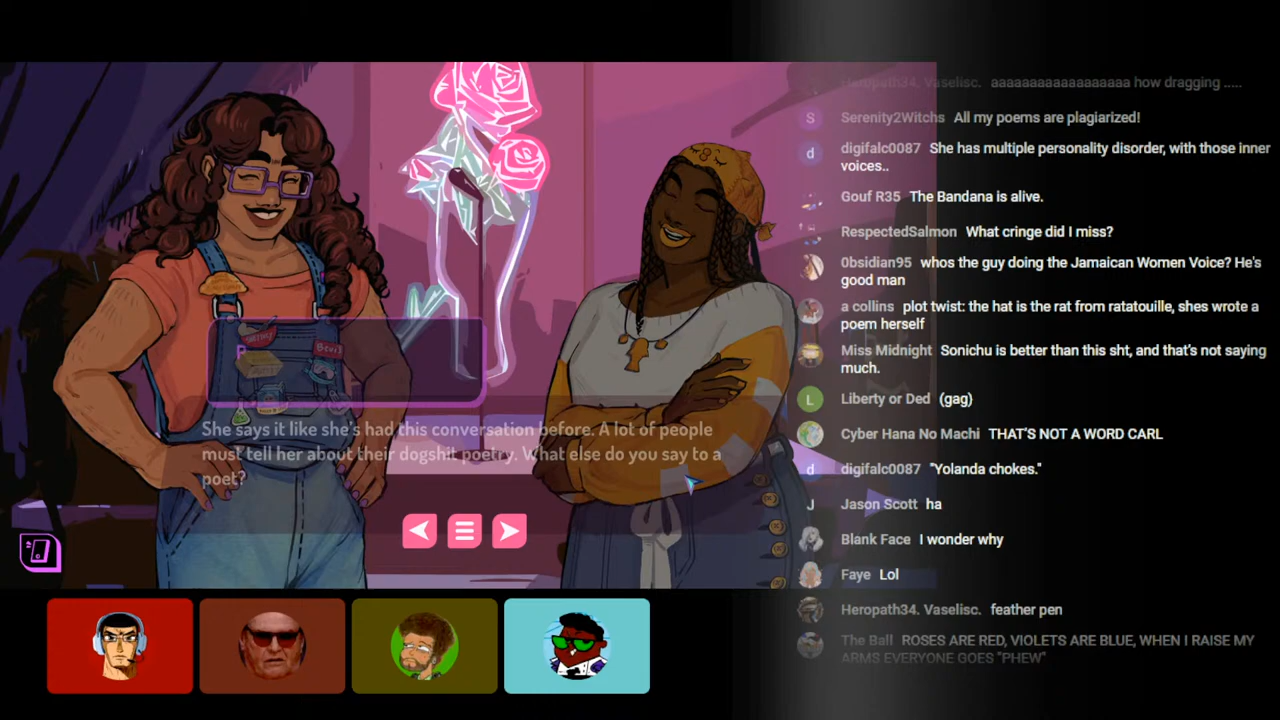 She says it like she's had this conversation before. A lot of people
must tell her about their dogshit poetry. What else do you say to a
poet?
Heropath34. Vaselisc. aaaaaaaaaaaaaaaaaa how dragging .....
S Serenity2Witchs All my poems are plagiarized!
d digifalc0087 She has multiple personality disorder, with those inner
voices..
Gouf R35 The Bandana is alive.
RespectedSalmon What cringe did I miss?
0bsidian95 whos the guy doing the Jamaican Women Voice? He's
good man
a collins plot twist: the hat is the rat from ratatouille, shes wrote a
poem herself
Miss Midnight Sonichu is better than this sht, and that's not saying
much.
L Liberty or Ded (gag)
Cyber Hana No Machi THAT'S NOT A WORD CARL
d digifalc0087 "Yolanda chokes."
J Jason Scott ha
Blank Face I wonder why
Faye Lol
Heropath34. Vaselisc. feather pen
The Ball ROSES ARE RED, VIOLETS ARE BLUE, WHEN I RAISE MY
ARMS EVERYONE GOES "PHEW"